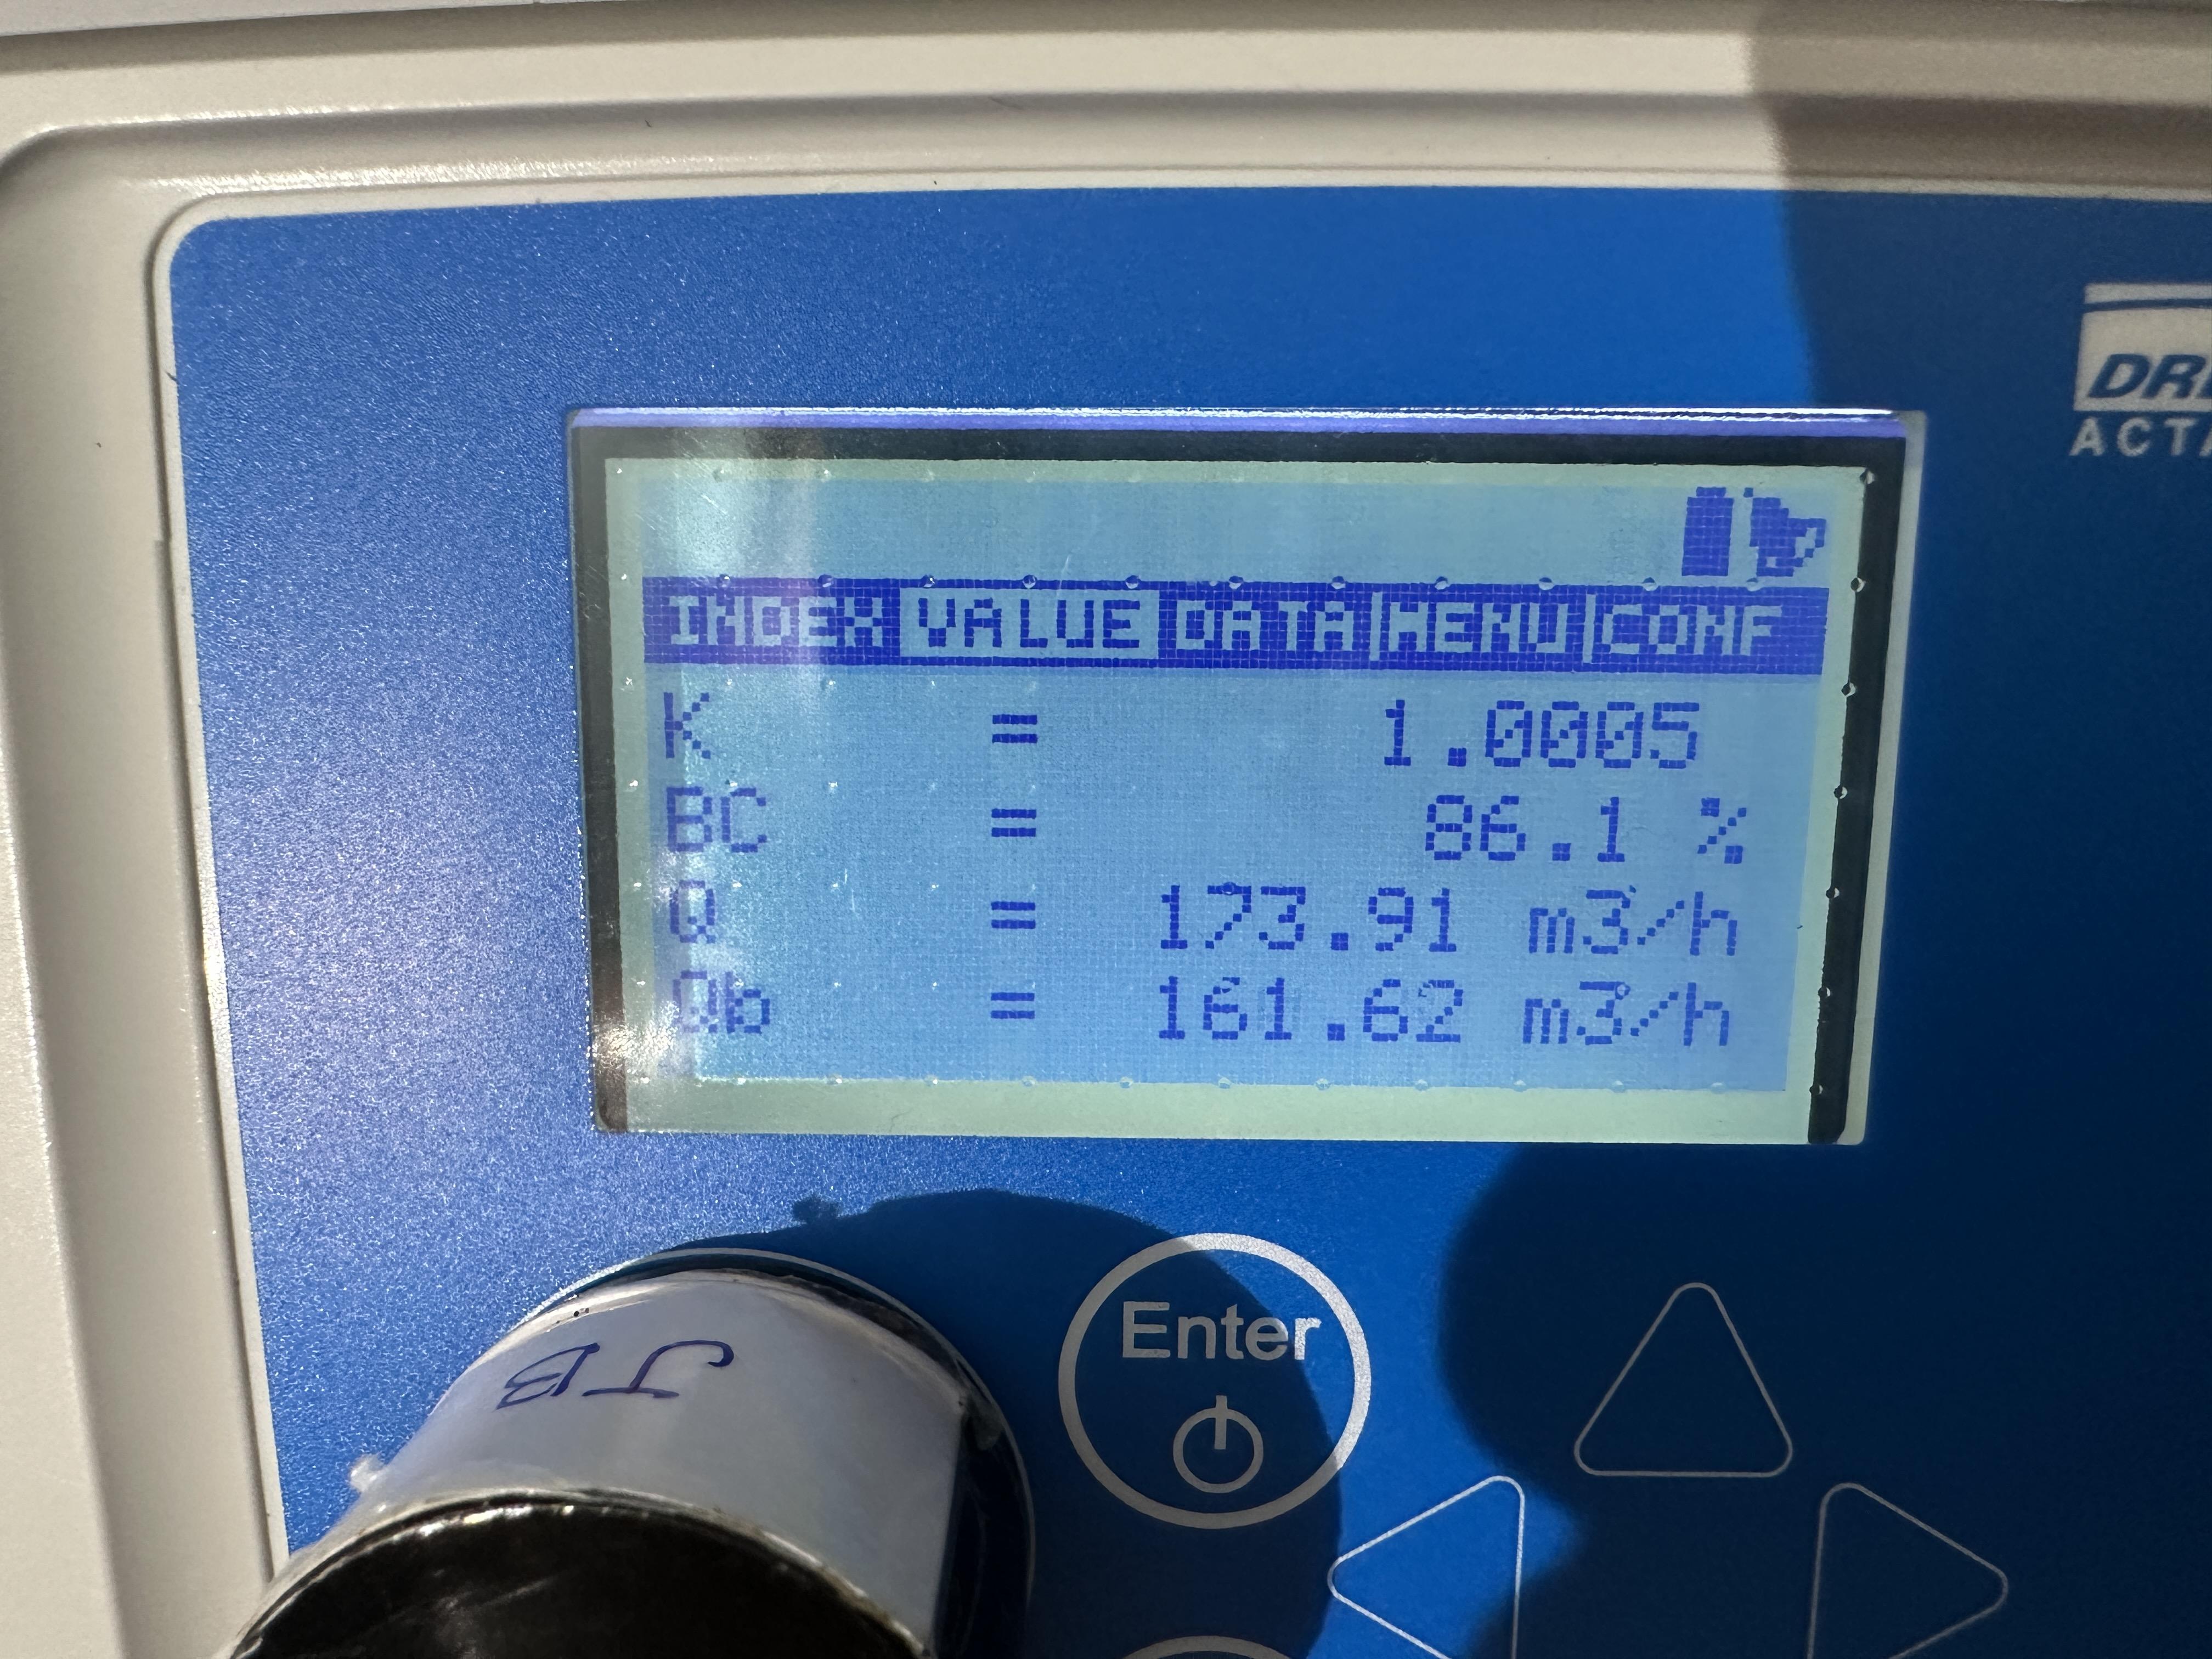 INDEX VALUE DATA|MENU|CONF
K = 1.0005
BC = 86.1 %
Q = 173.91 m3/h
Qb = 161.62 m3/h
Enter
JB